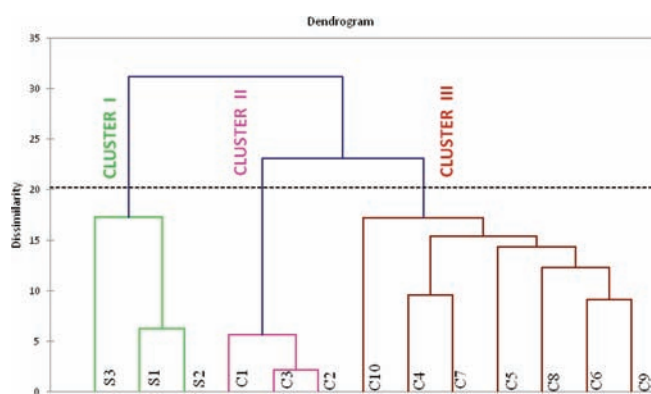 Dendrogram
35
30
25
20
15
10
5
0
Dissimilarity
CLUSTER I
CLUSTER II
CLUSTER III
S3
S1
S2
C1
C3
C2
C10
C4
C7
C5
C8
C6
C9